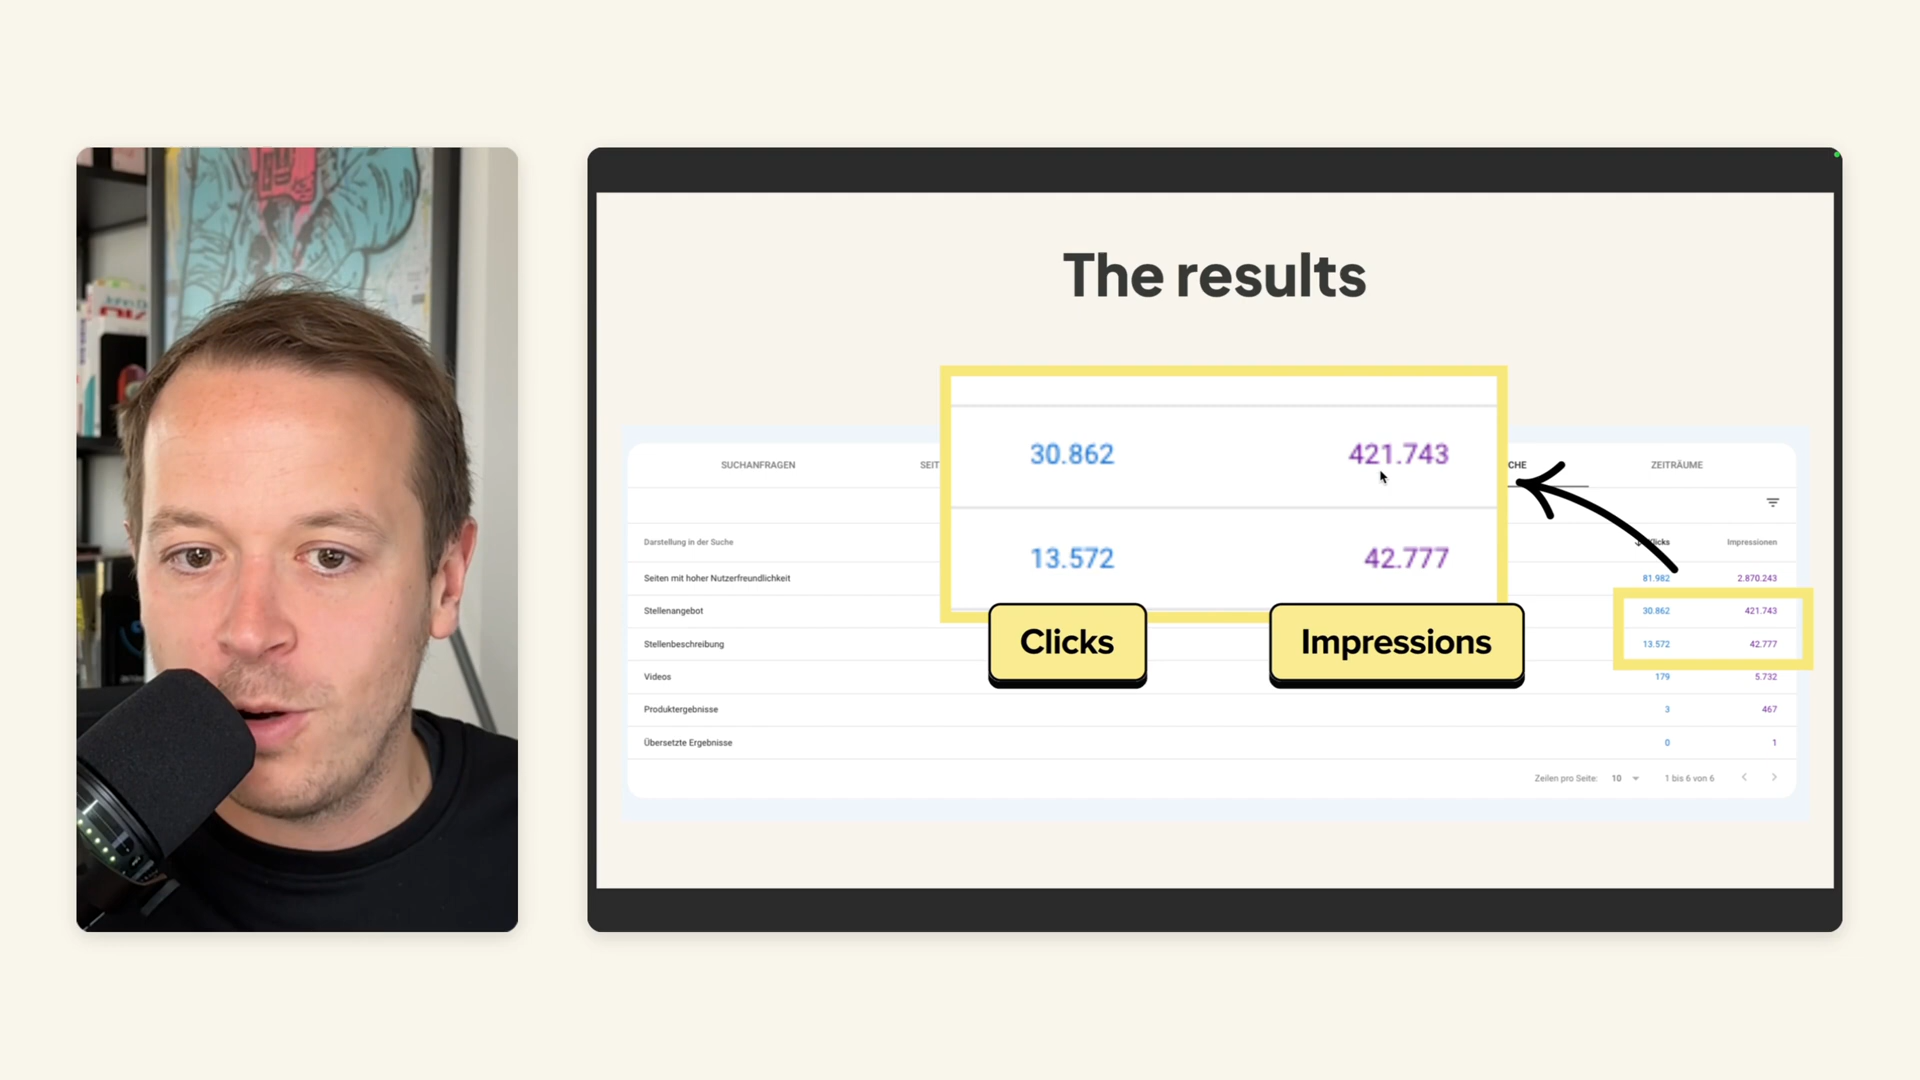 The results
SUCHANFRAGEN
SEIT
CHE
ZEITRÄUME
30.862 421.743
13.572 42.777
Clicks Impressions
Darstellung in der Suche Impressionen
Seiten mit hoher Nutzerfreundlichkeit 81.982 2.870.243
Stellenangebot 30.862 421.743
Stellenbeschreibung 13.572 42.777
Videos 179 5.732
Produktergebnisse 3 467
Übersetzte Ergebnisse 0 1
Zeilen pro Seite: 10 1 bis 6 von 6